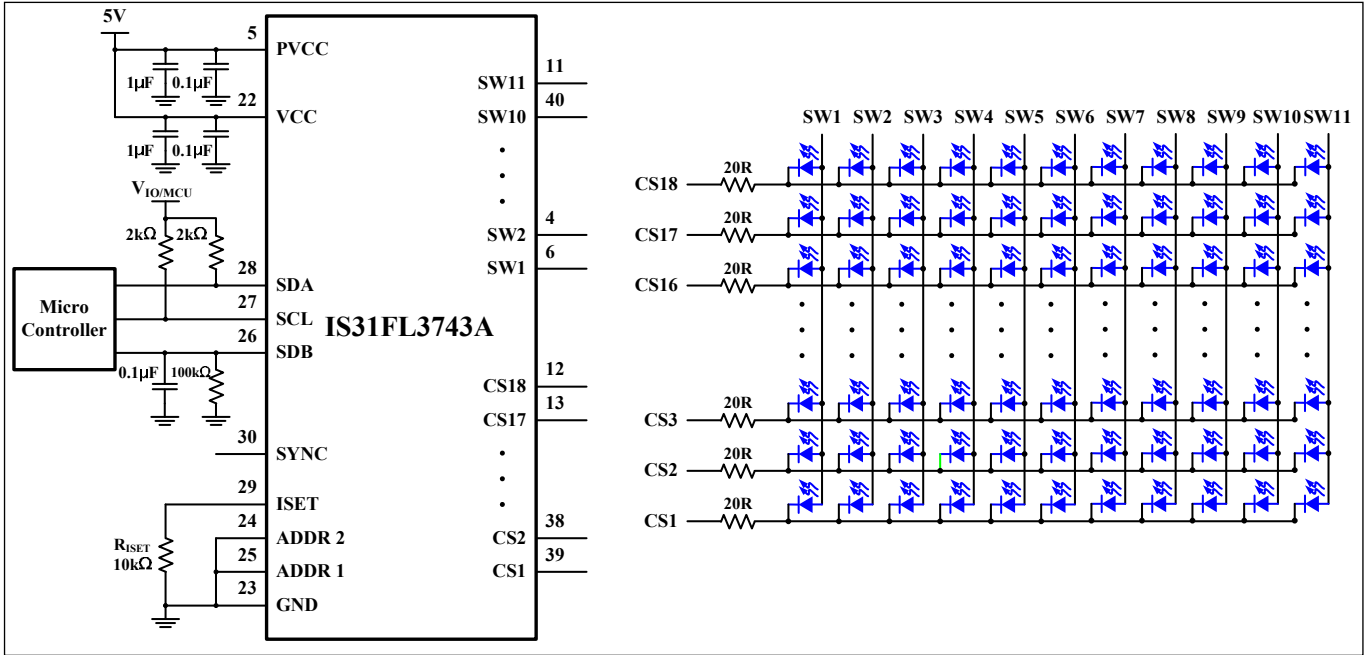 5V
5
PVCC
1µF
0.1µF
22
VCC
1µF
0.1µF
V_IO/MCU
2kΩ
2kΩ
Micro
Controller
28
SDA
27
SCL
26
SDB
0.1µF
100kΩ
30
SYNC
29
ISET
R_ISET
10kΩ
24
ADDR 2
25
ADDR 1
23
GND
IS31FL3743A
11
SW11
40
SW10
4
SW2
6
SW1
12
CS18
13
CS17
38
CS2
39
CS1
SW1 SW2 SW3 SW4 SW5 SW6 SW7 SW8 SW9 SW10 SW11
20R
CS18
20R
CS17
20R
CS16
20R
CS3
20R
CS2
20R
CS1